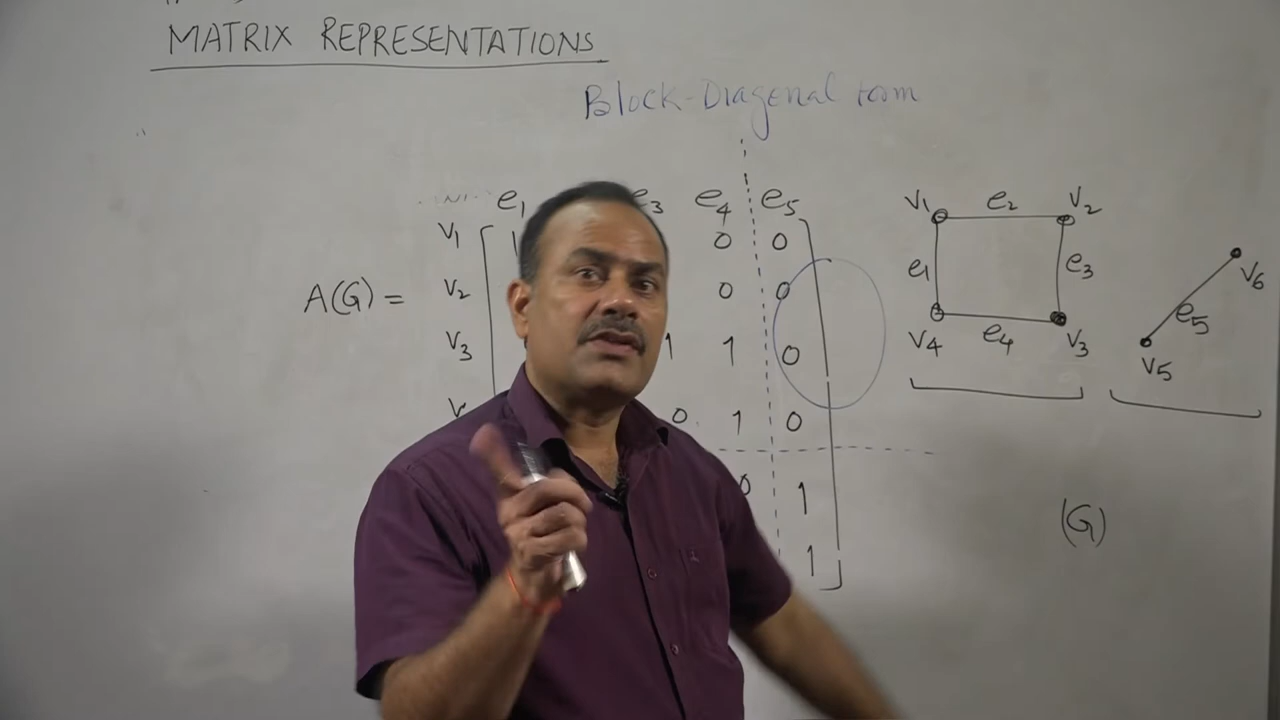 MATRIX REPRESENTATIONS
Block-Diagonal form
e1 e3 e4 e5
V1 1 0 0
A(G) = V2 0 0
V3 1 1 0
0 1 0
0 1
1
V1 e2 V2
e1 e3
V4 e4 V3
V6
e5
V5
(G)